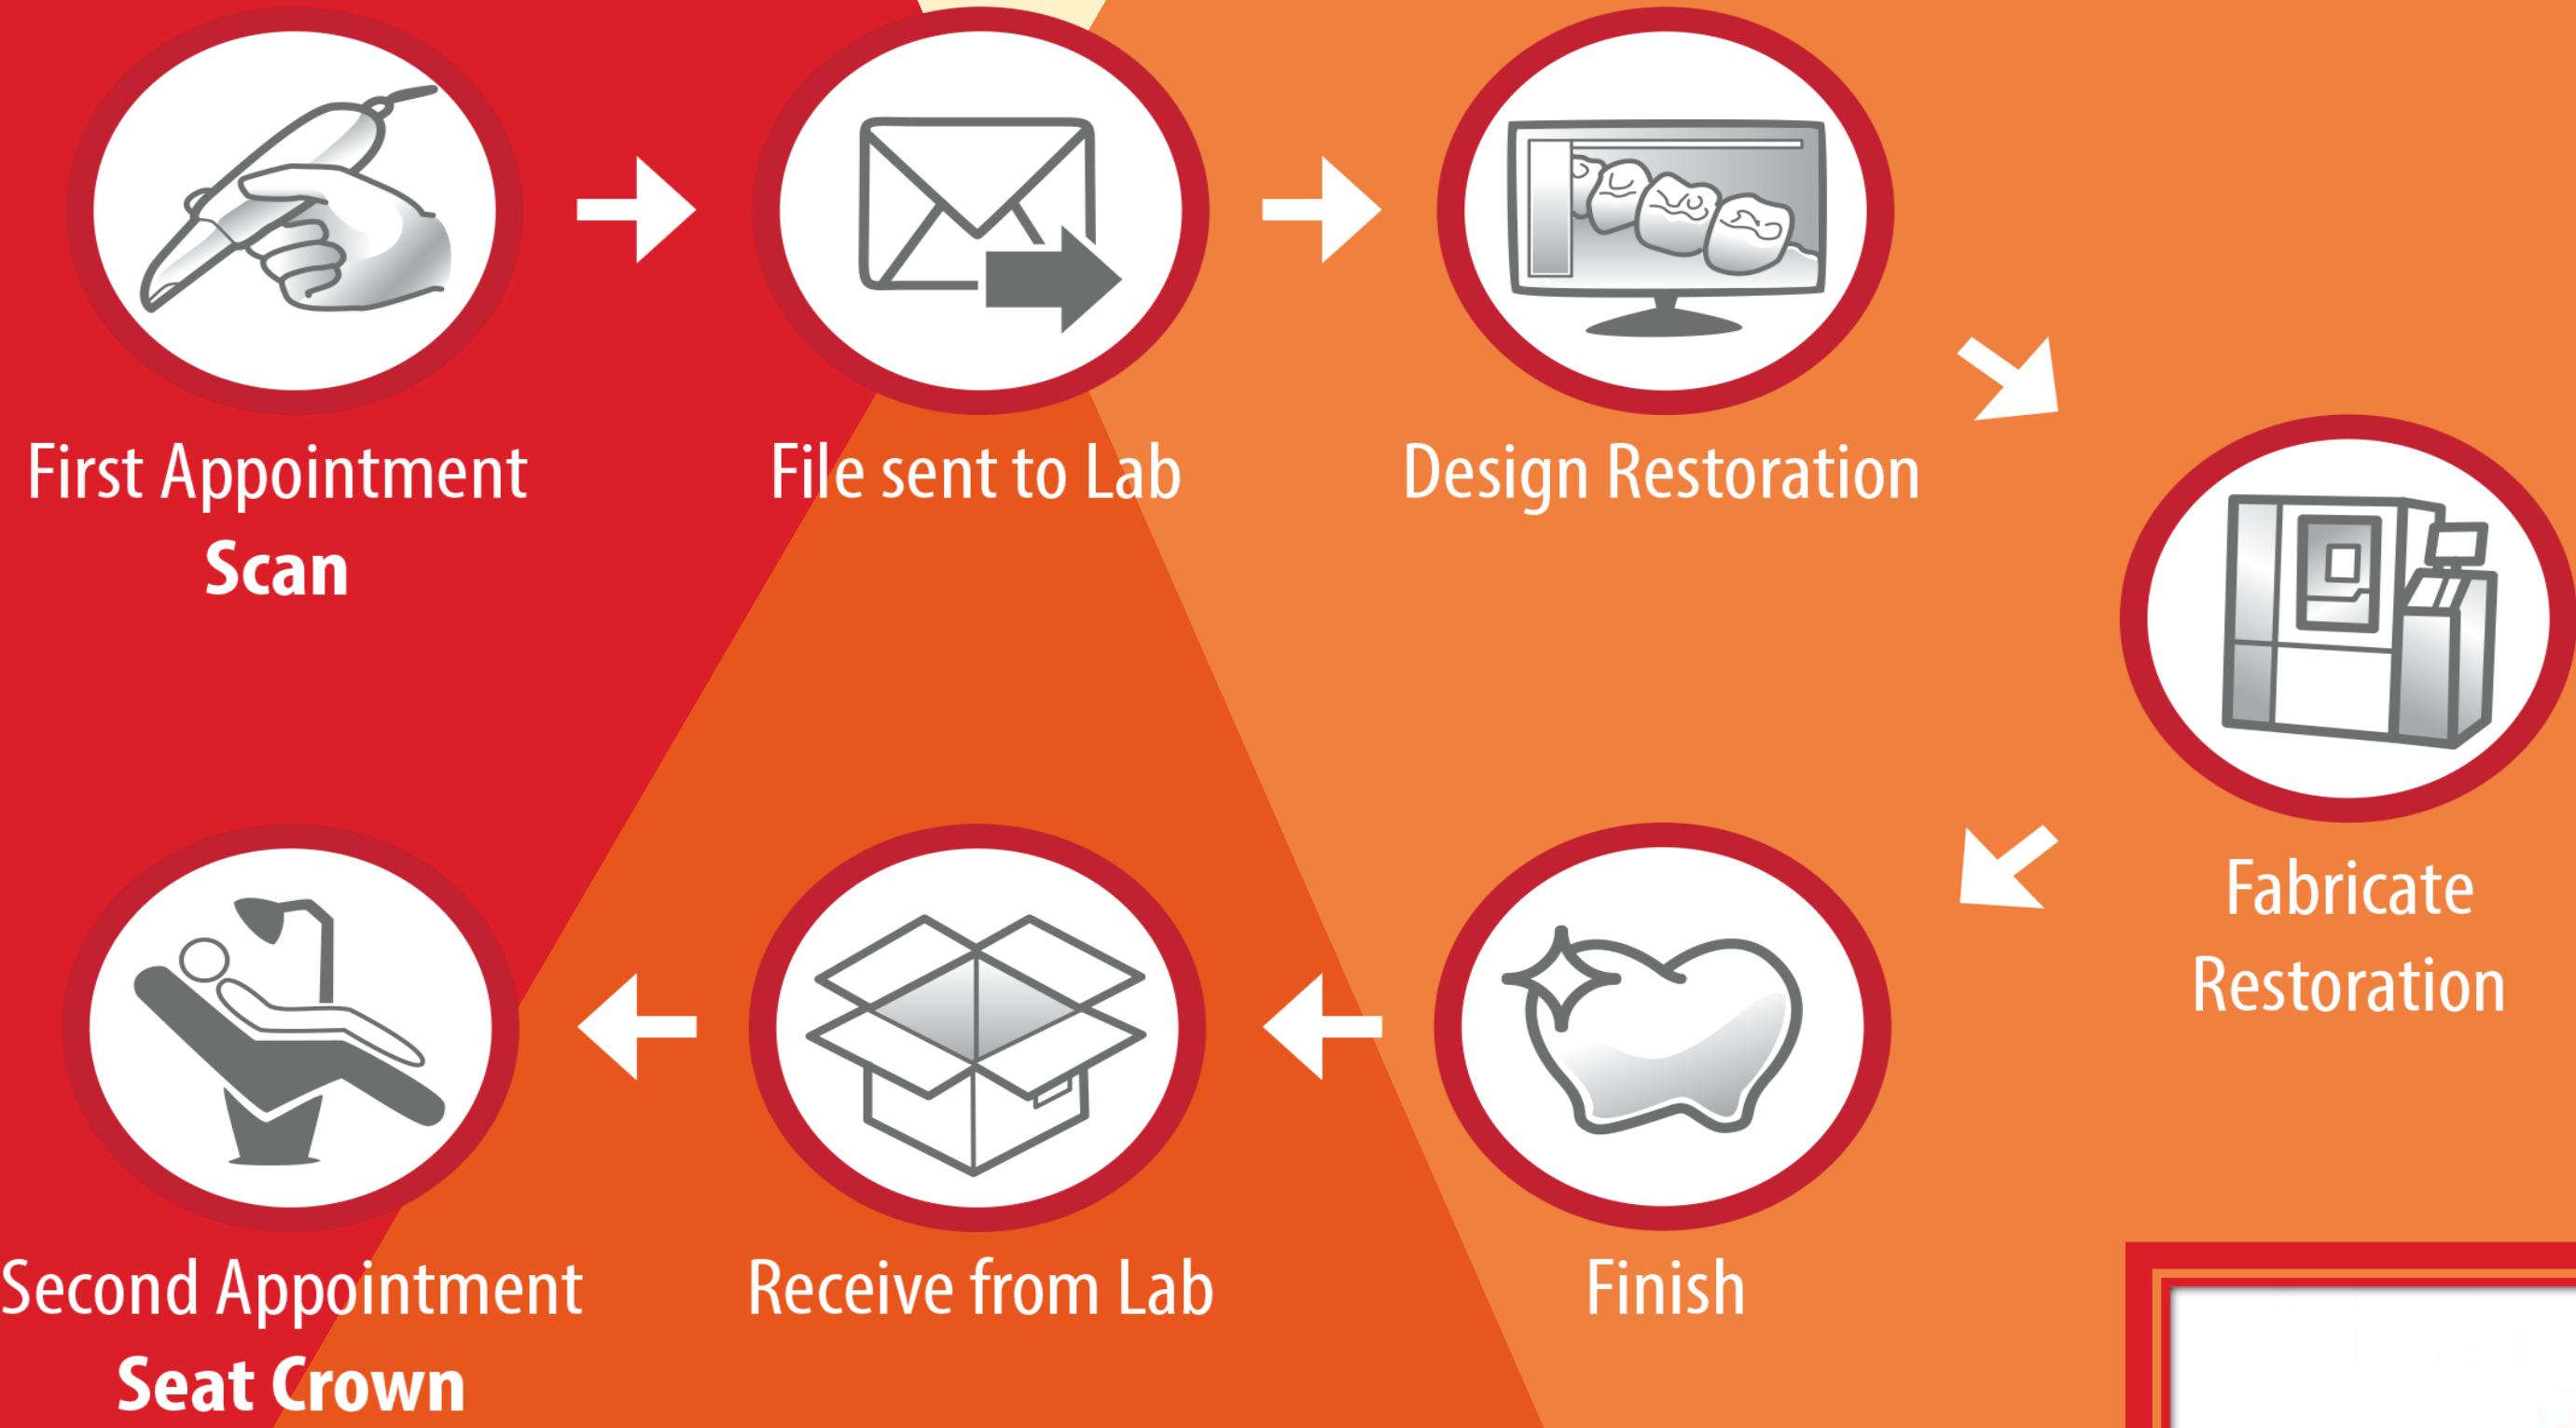 First Appointment
Scan
File sent to Lab
Design Restoration
Fabricate
Restoration
Finish
Receive from Lab
Second Appointment
Seat Crown